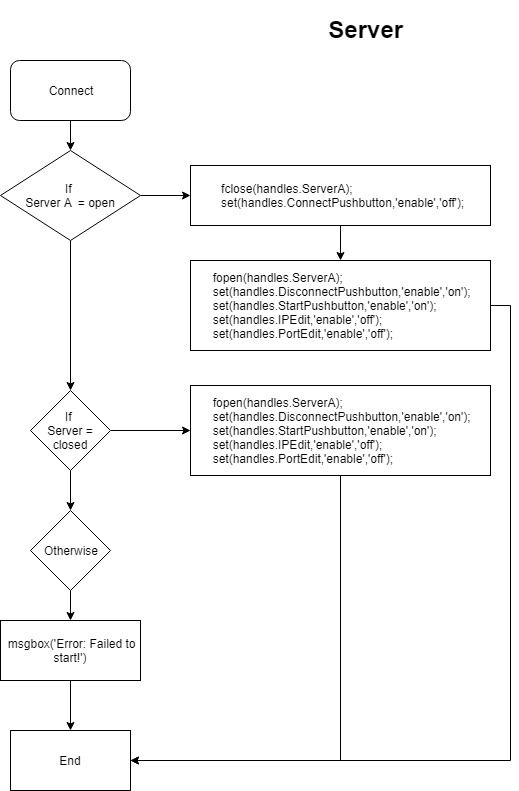 Server
Connect
If
Server A = open
fclose(handles.ServerA);
set(handles.ConnectPushbutton,'enable','off');
fopen(handles.ServerA);
set(handles.DisconnectPushbutton,'enable','on');
set(handles.StartPushbutton,'enable','on');
set(handles.IPEdit,'enable','off');
set(handles.PortEdit,'enable','off');
If
Server =
closed
fopen(handles.ServerA);
set(handles.DisconnectPushbutton,'enable','on');
set(handles.StartPushbutton,'enable','on');
set(handles.IPEdit,'enable','off');
set(handles.PortEdit,'enable','off');
Otherwise
msgbox('Error: Failed to
start!')
End